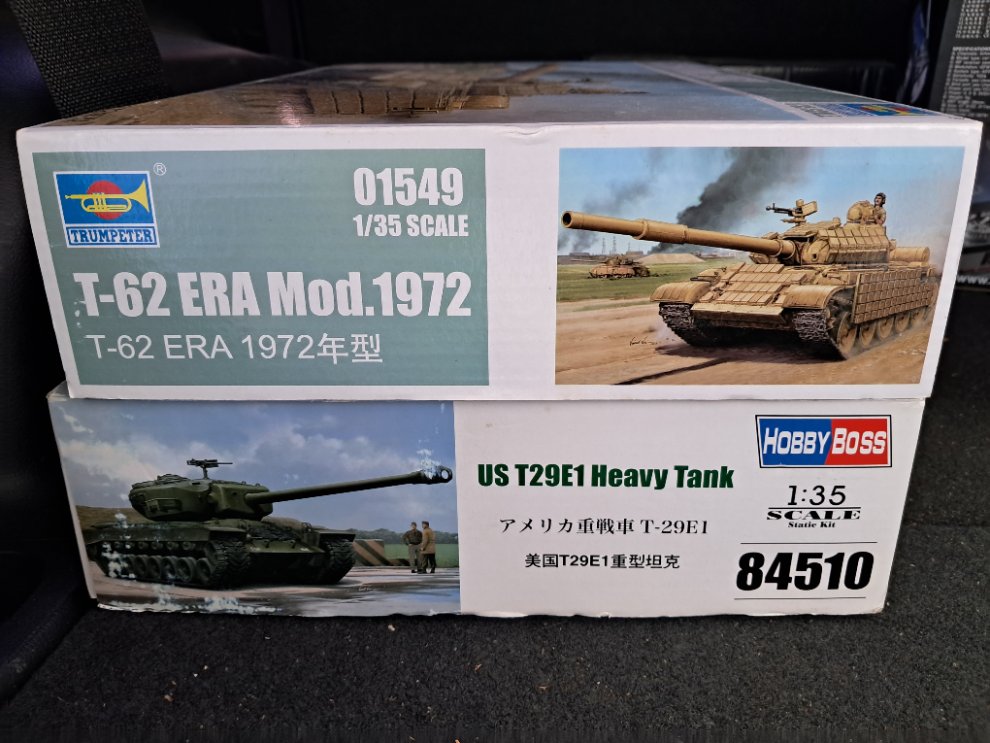 TRUMPETER
®
01549
1/35 SCALE
T-62 ERA Mod.1972
T-62 ERA 1972年型
HOBBY BOSS
US T29E1 Heavy Tank
アメリカ重戦車 T-29E1
美国T29E1重型坦克
1:35
SCALE
Static Kit
84510